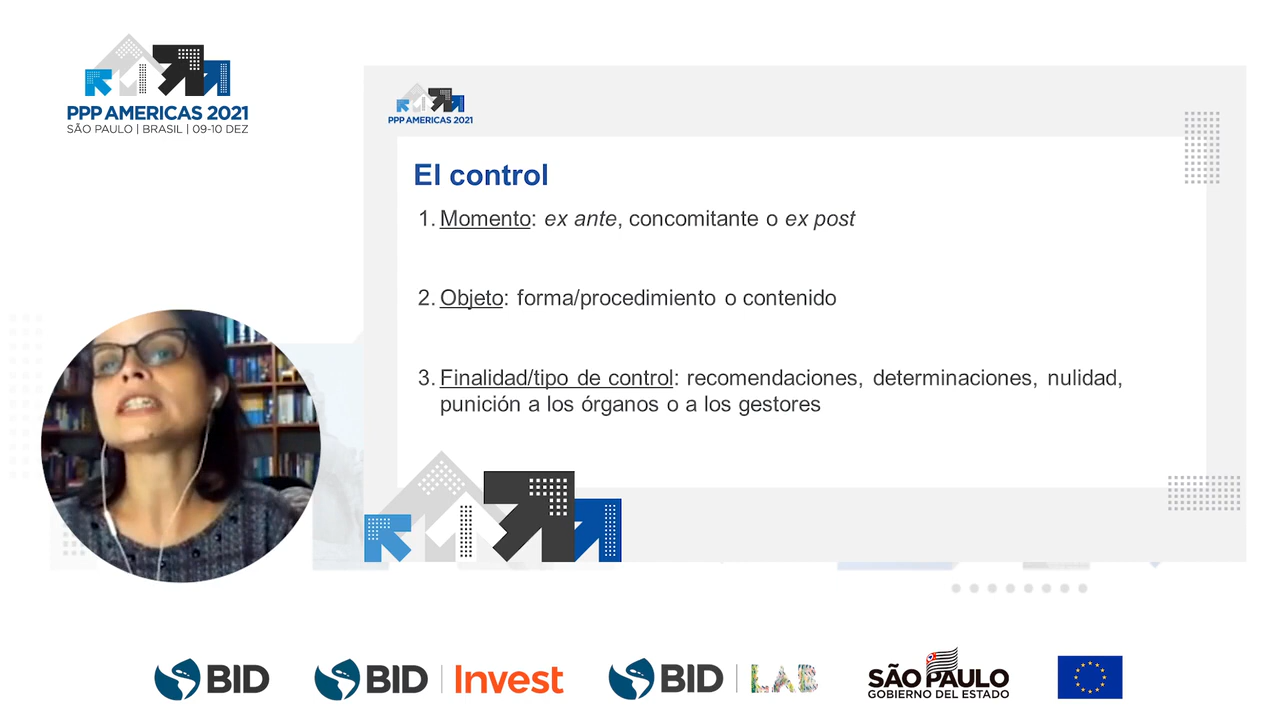 PPP AMERICAS 2021
SÃO PAULO | BRASIL | 09-10 DEZ
PPP AMERICAS 2021
El control
1. Momento: ex ante, concomitante o ex post
2. Objeto: forma/procedimiento o contenido
3. Finalidad/tipo de control: recomendaciones, determinaciones, nulidad,
punición a los órganos o a los gestores
BID
BID | Invest
BID | LAB
SÃO PAULO
GOBIERNO DEL ESTADO